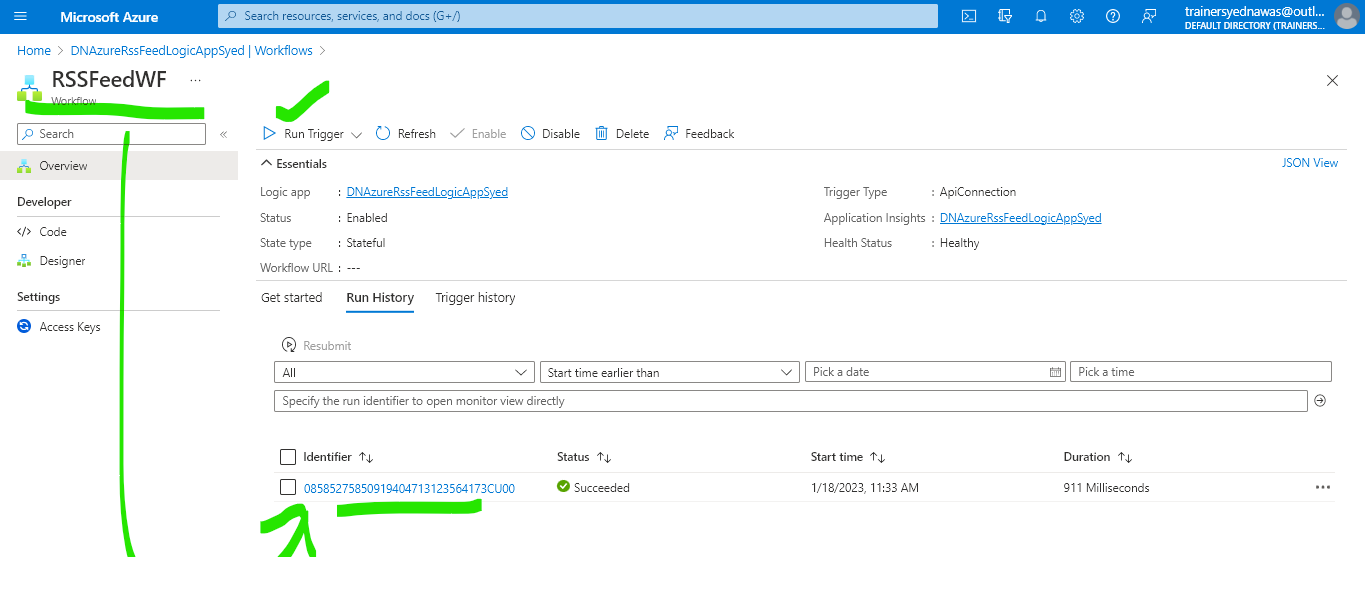 Microsoft Azure
Search resources, services, and docs (G+/)
trainersyednawas@outl...
DEFAULT DIRECTORY (TRAINERS...
Home > DNAzureRssFeedLogicAppSyed | Workflows >
RSSFeedWF ...
Workflow
Search «
Overview
Developer
</> Code
Designer
Settings
Access Keys
Run Trigger Refresh Enable Disable Delete Feedback
Essentials JSON View
Logic app : DNAzureRssFeedLogicAppSyed Trigger Type : ApiConnection
Status : Enabled Application Insights : DNAzureRssFeedLogicAppSyed
State type : Stateful Health Status : Healthy
Workflow URL : ---
Get started Run History Trigger history
Resubmit
All Start time earlier than Pick a date Pick a time
Specify the run identifier to open monitor view directly
Identifier Status Start time Duration
08585275850919404713123564173CU00 Succeeded 1/18/2023, 11:33 AM 911 Milliseconds ...